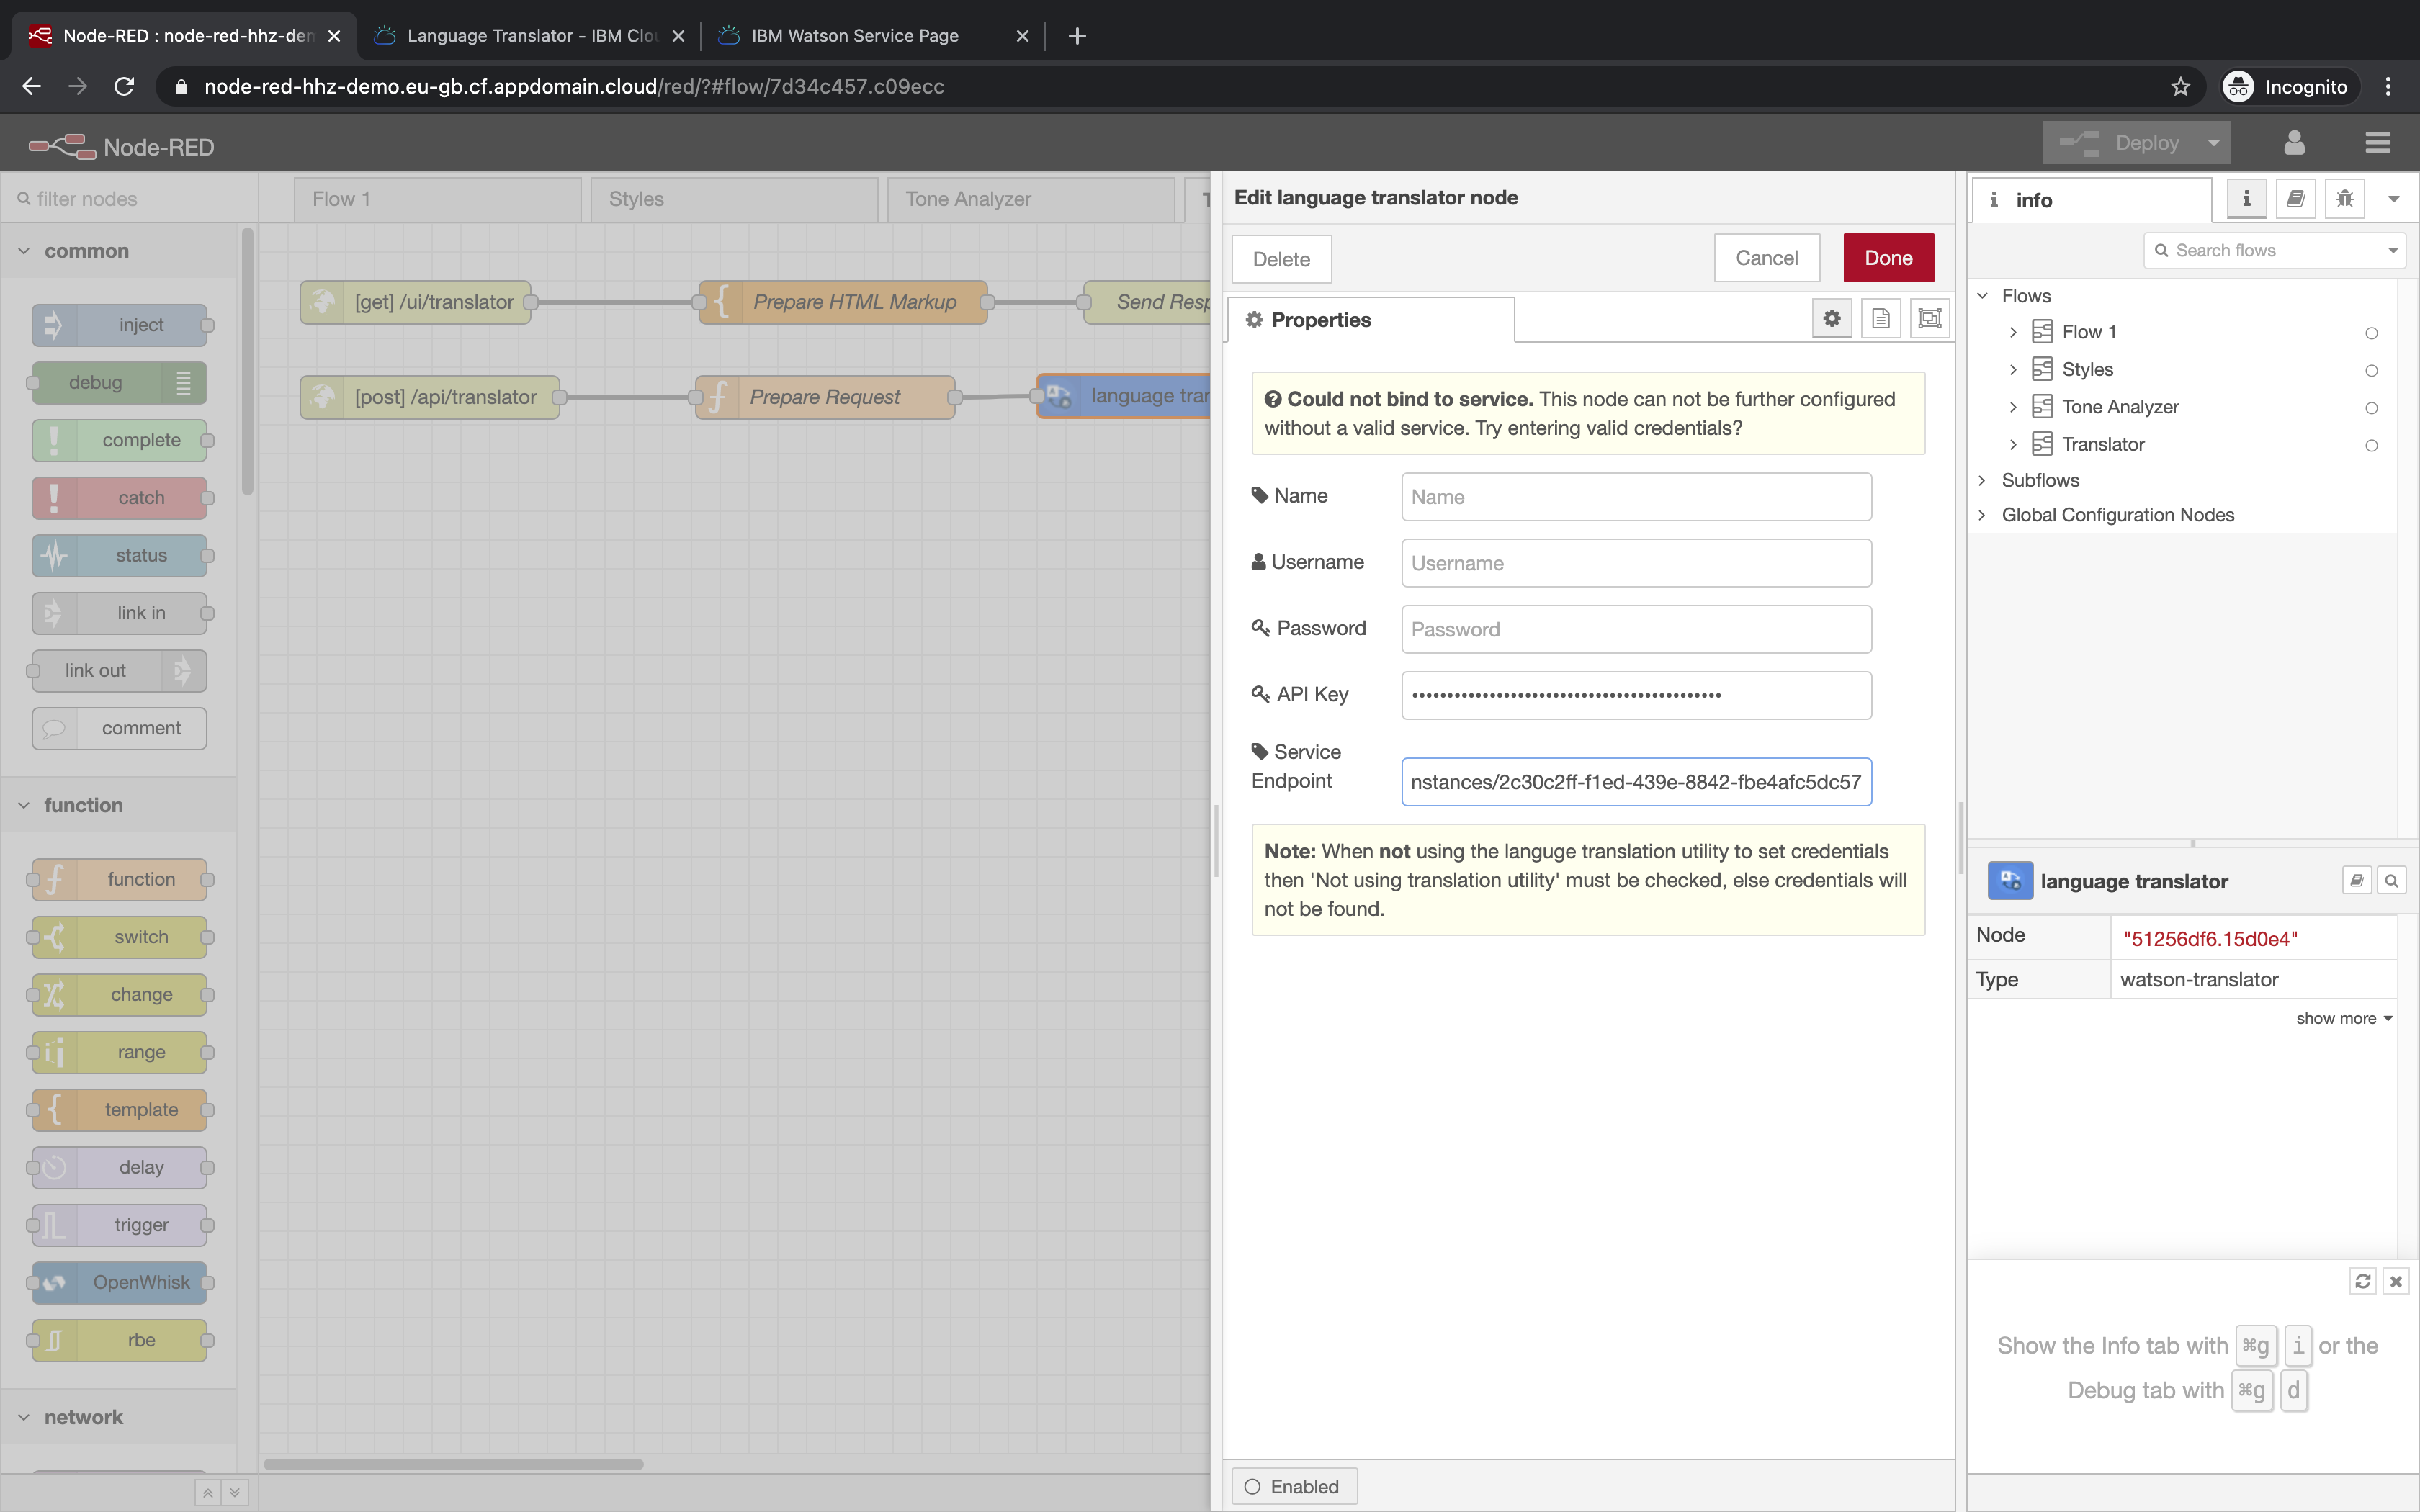 Node-RED : node-red-hhz-den
Language Translator - IBM Clou
IBM Watson Service Page
node-red-hhz-demo.eu-gb.cf.appdomain.cloud/red/?#flow/7d34c457.c09ecc
Incognito
Node-RED
Deploy
filter nodes
Flow 1
Styles
Tone Analyzer
common
inject
debug
complete
catch
status
link in
link out
comment
function
function
switch
change
range
template
delay
trigger
OpenWhisk
rbe
network
[get] /ui/translator
Prepare HTML Markup
Send Resp
[post] /api/translator
Prepare Request
language tran
Edit language translator node
Delete
Cancel
Done
Properties
Could not bind to service. This node can not be further configured
without a valid service. Try entering valid credentials?
Name
Name
Username
Username
Password
Password
API Key
••••••••••••••••••••••••••••••••••••••••••••
Service
Endpoint
nstances/2c30c2ff-f1ed-439e-8842-fbe4afc5dc57
Note: When not using the languge translation utility to set credentials
then 'Not using translation utility' must be checked, else credentials will
not be found.
Enabled
info
Search flows
Flows
Flow 1
Styles
Tone Analyzer
Translator
Subflows
Global Configuration Nodes
language translator
Node
"51256df6.15d0e4"
Type
watson-translator
show more
Show the Info tab with ⌘g i or the
Debug tab with ⌘g d